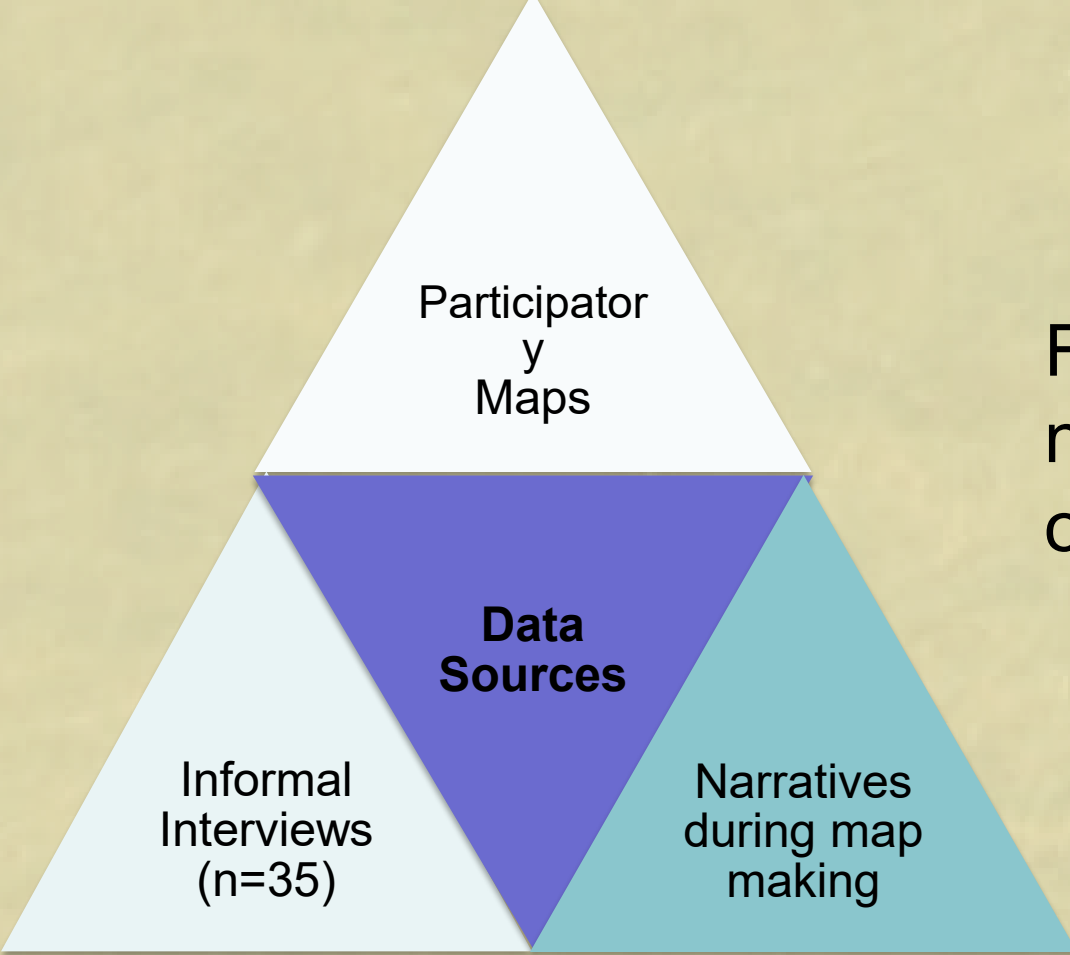 Participator
y
Maps
Data
Sources
Informal
Interviews
(n=35)
Narratives
during map
making